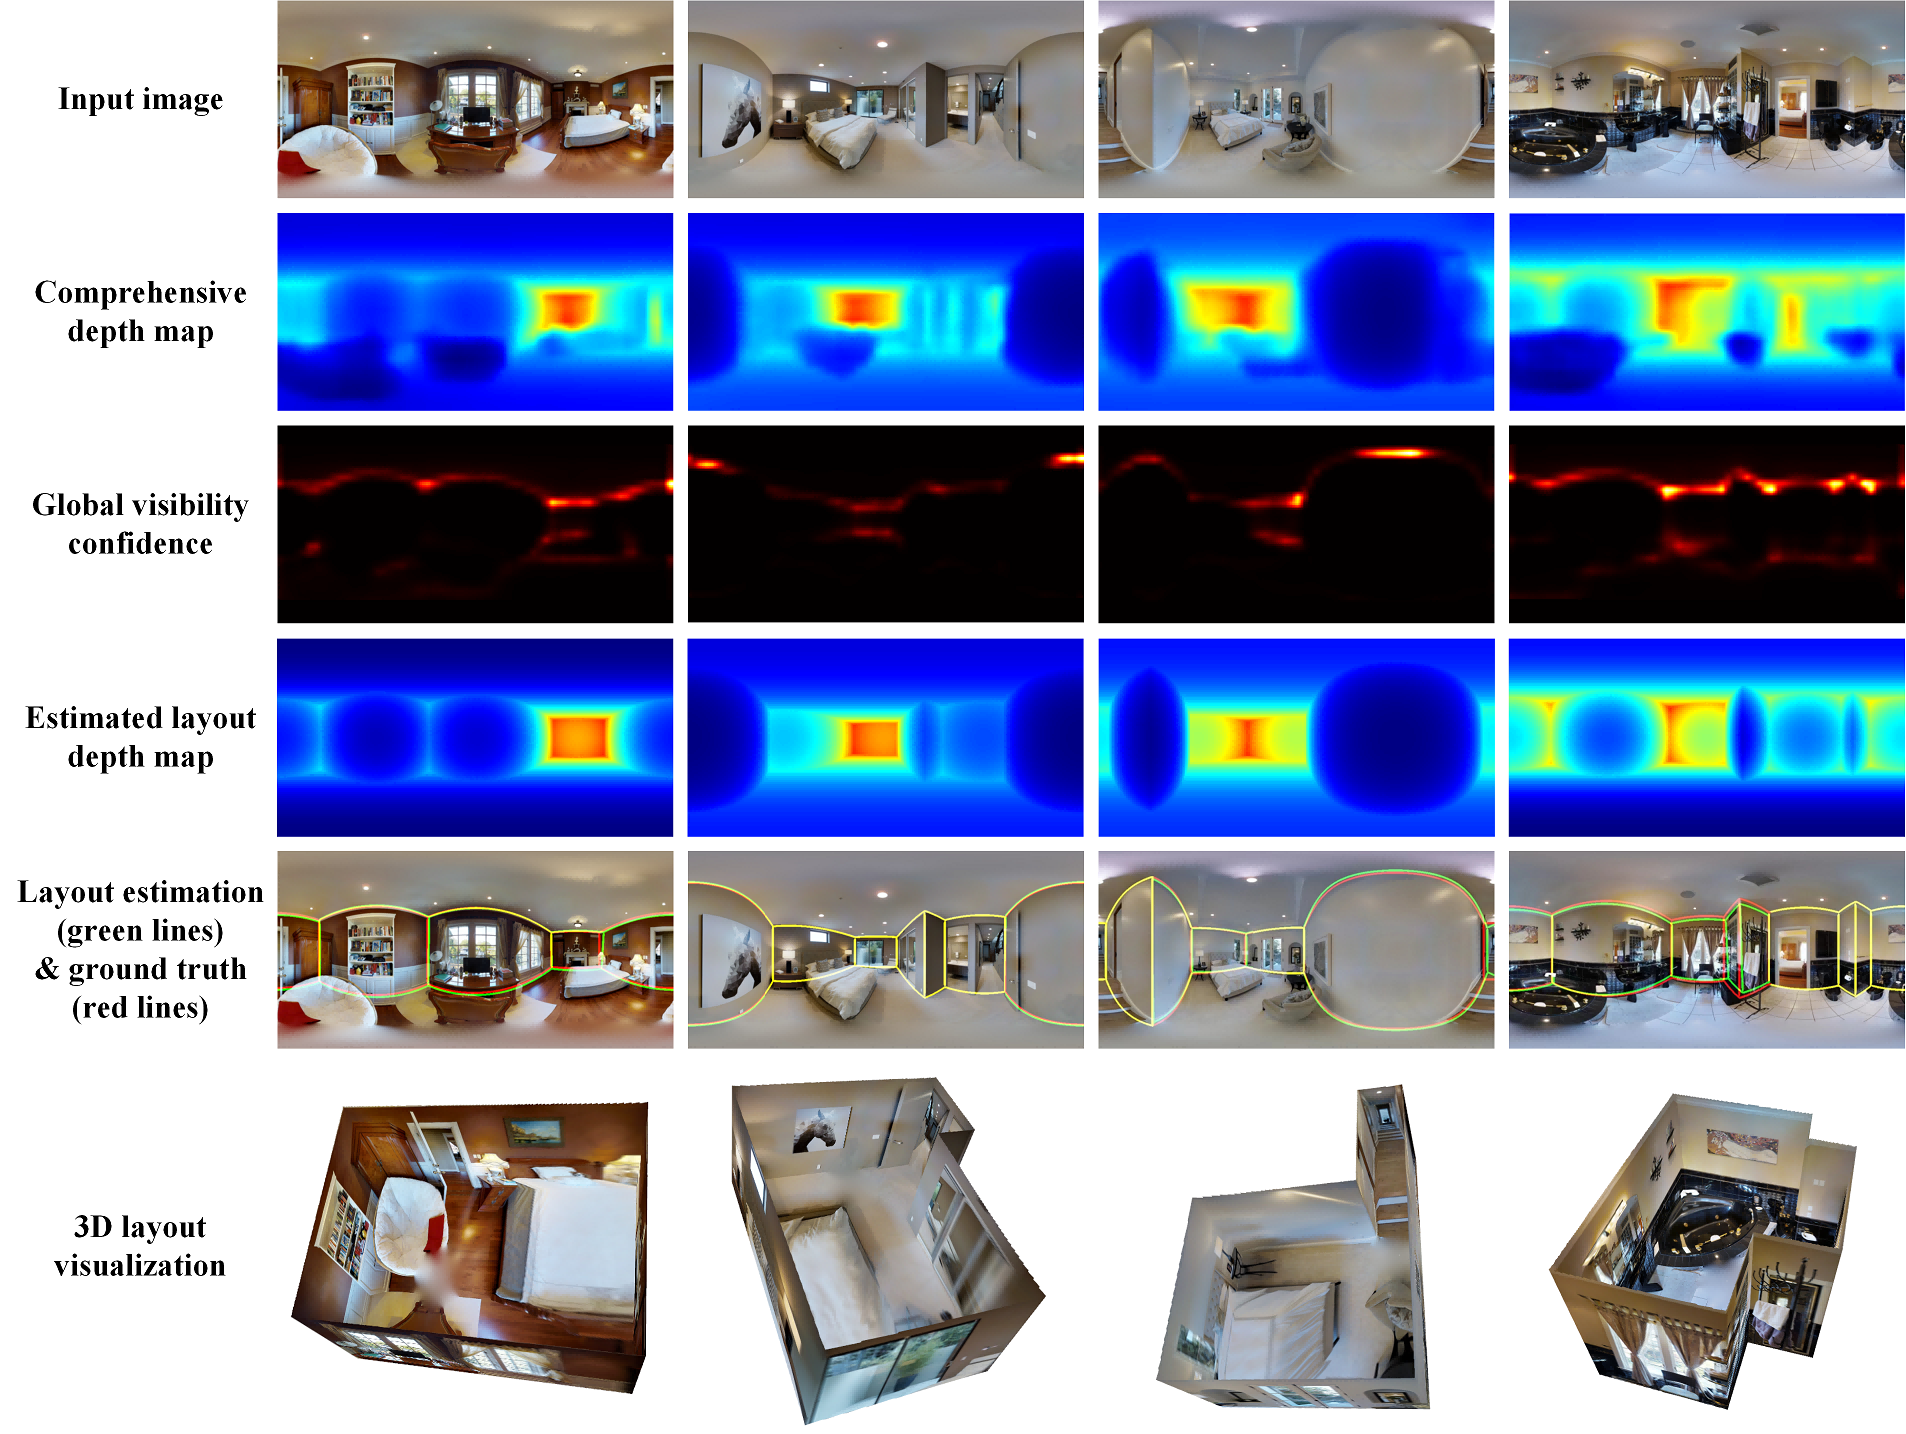 Input image
Comprehensive
depth map
Global visibility
confidence
Estimated layout
depth map
Layout estimation
(green lines)
& ground truth
(red lines)
3D layout
visualization